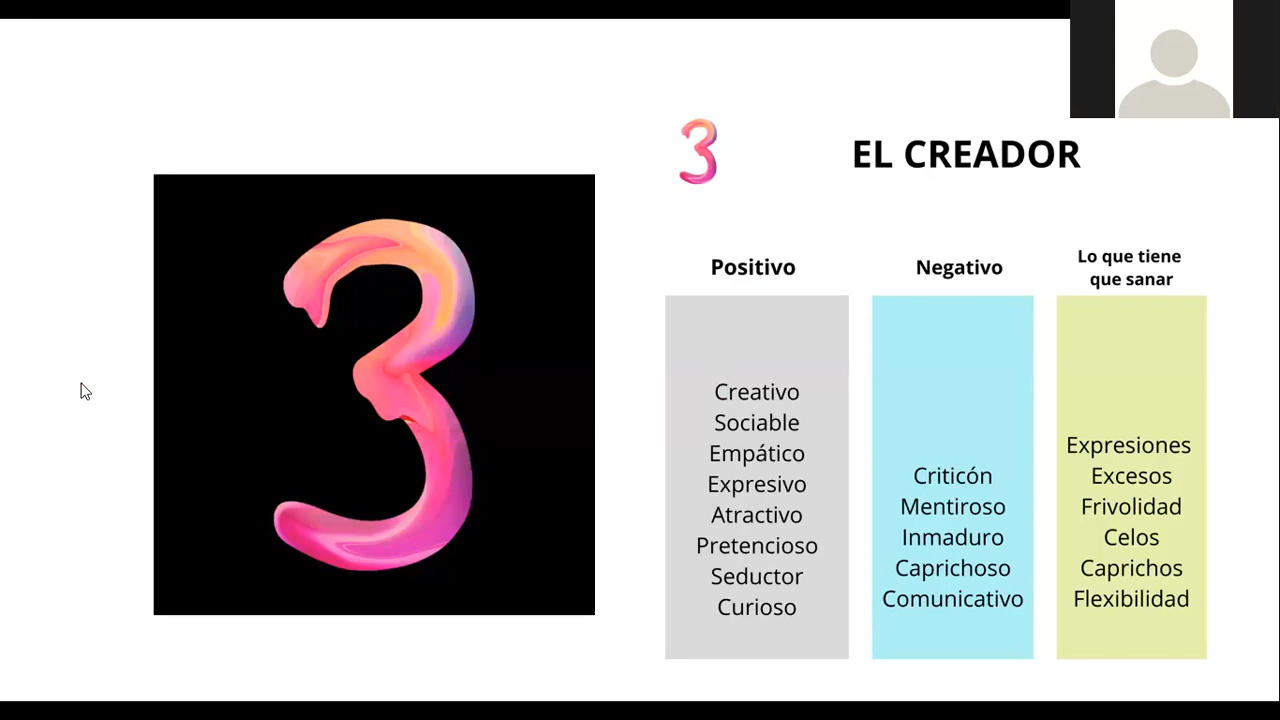 3
3
EL CREADOR
Positivo
Creativo
Sociable
Empático
Expresivo
Atractivo
Pretencioso
Seductor
Curioso
Negativo
Criticón
Mentiroso
Inmaduro
Caprichoso
Comunicativo
Lo que tiene
que sanar
Expresiones
Excesos
Frivolidad
Celos
Caprichos
Flexibilidad